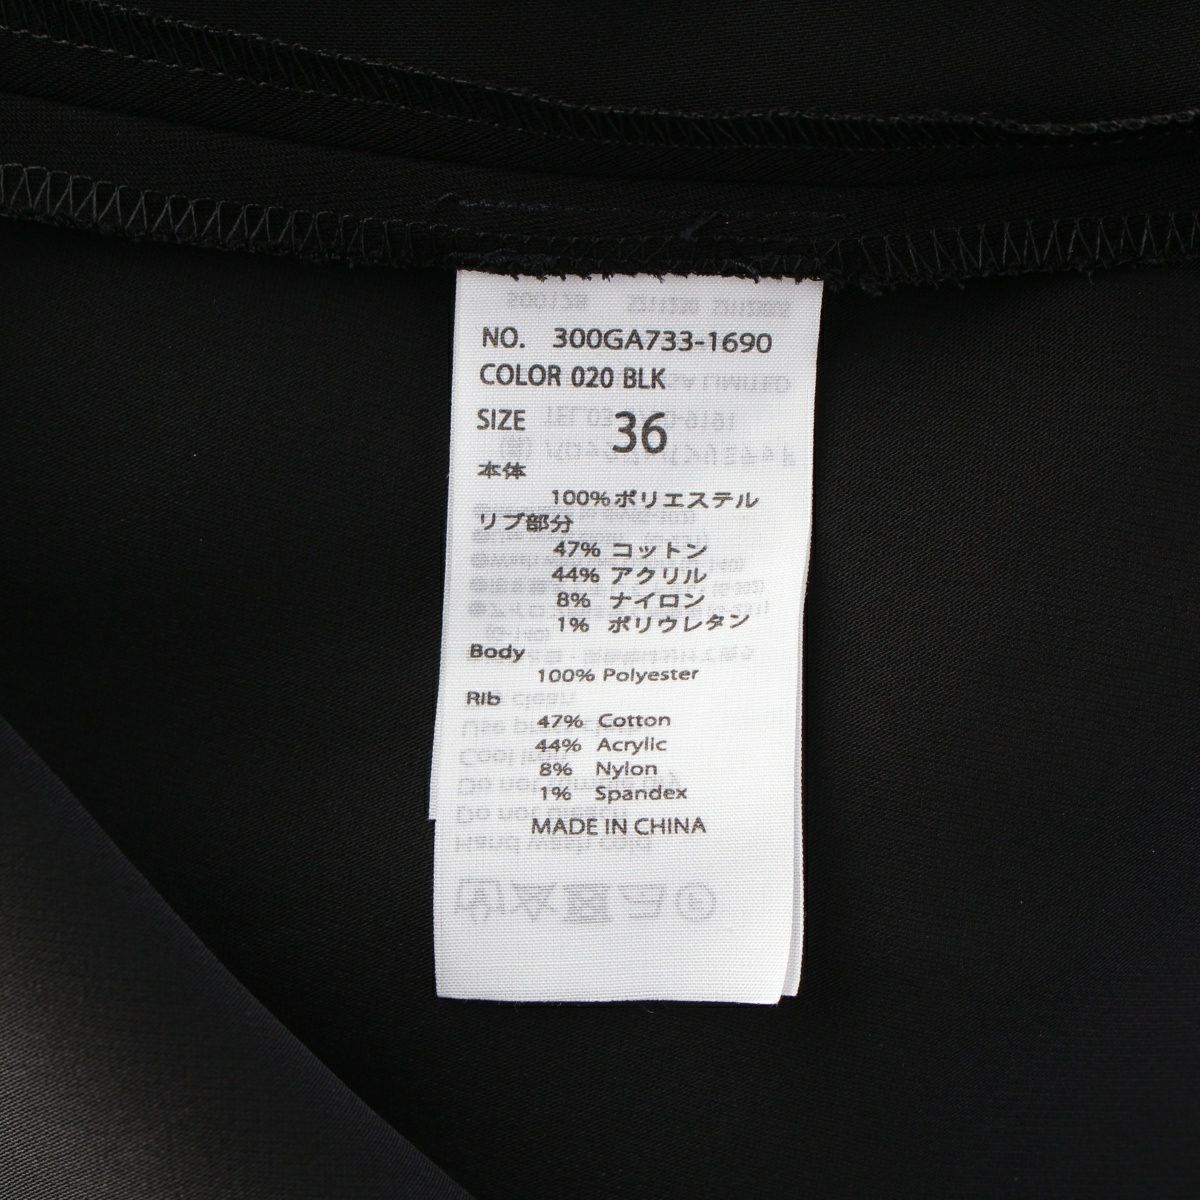 NO. 300GA733-1690
COLOR 020 BLK
SIZE 36
本体
100%ポリエステル
リブ部分
47% コットン
44% アクリル
8% ナイロン
1% ポリウレタン
Body
100% Polyester
Rib
47% Cotton
44% Acrylic
8% Nylon
1% Spandex
MADE IN CHINA